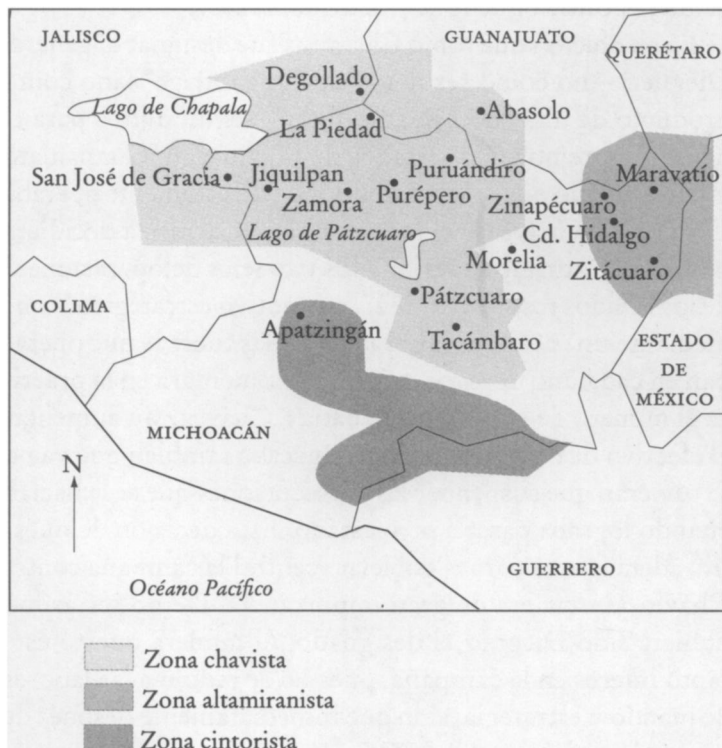 JALISCO
GUANAJUATO
QUERÉTARO
Degollado
Lago de Chapala
Abasolo
La Piedad
Puruándiro
Maravatío
San José de Gracia
Jiquilpan
Zamora
Purépero
Zinapécuaro
Cd. Hidalgo
Lago de Pátzcuaro
Morelia
Zitácuaro
Pátzcuaro
COLIMA
Apatzingán
Tacámbaro
ESTADO
DE
MÉXICO
MICHOACÁN
N
GUERRERO
Océano Pacífico
Zona chavista
Zona altamiranista
Zona cintorista